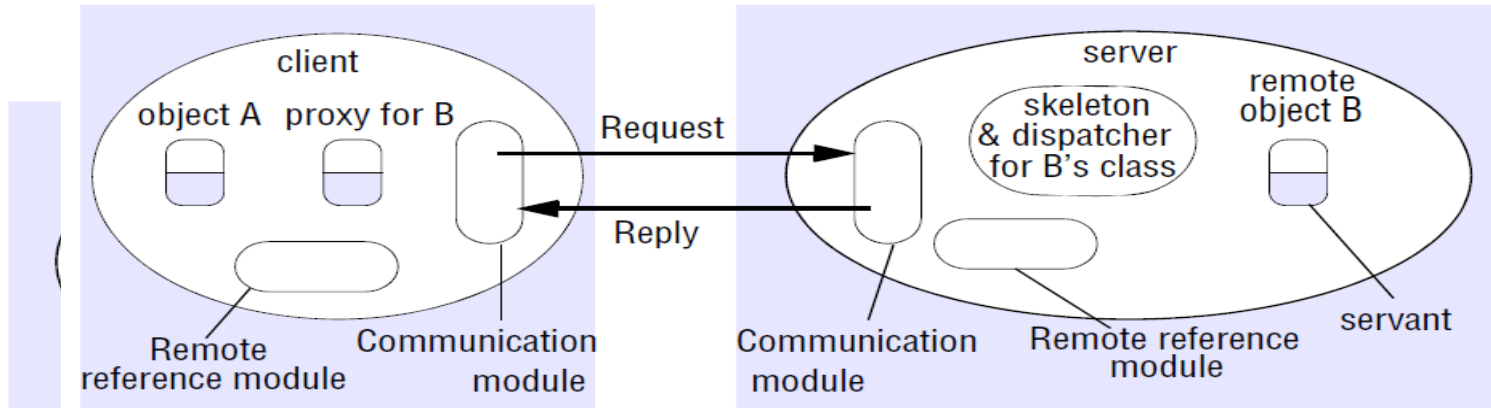 client
object A
proxy for B
Remote
reference module
Communication
module
Request
Reply
server
skeleton
& dispatcher
for B's class
remote
object B
Communication
module
Remote reference
module
servant